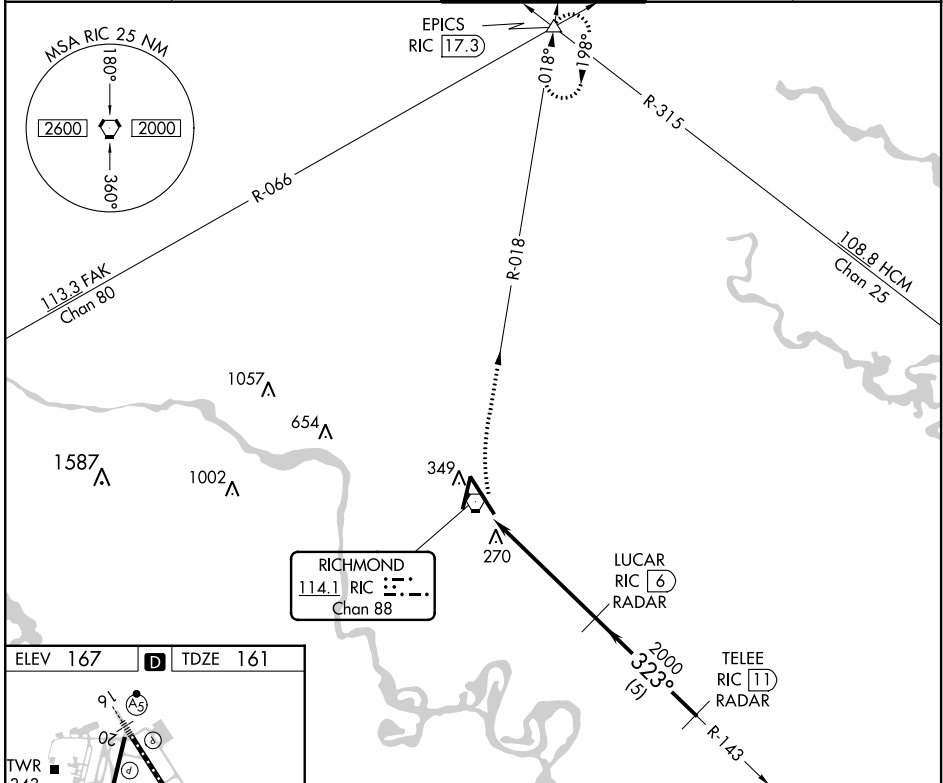 EPICS
RIC 17.3
MSA RIC 25 NM
180°
2600
2000
360°
018°
198°
R-315
R-066
R-018
113.3 FAK
Chan 80
108.8 HCM
Chan 25
1057
654
1587
1002
349
270
RICHMOND
114.1 RIC
Chan 88
LUCAR
RIC 6
RADAR
2000
323°
(5)
TELEE
RIC 11
RADAR
R-143
ELEV 167
D
TDZE 161
16
A5
20
P
P
TWR